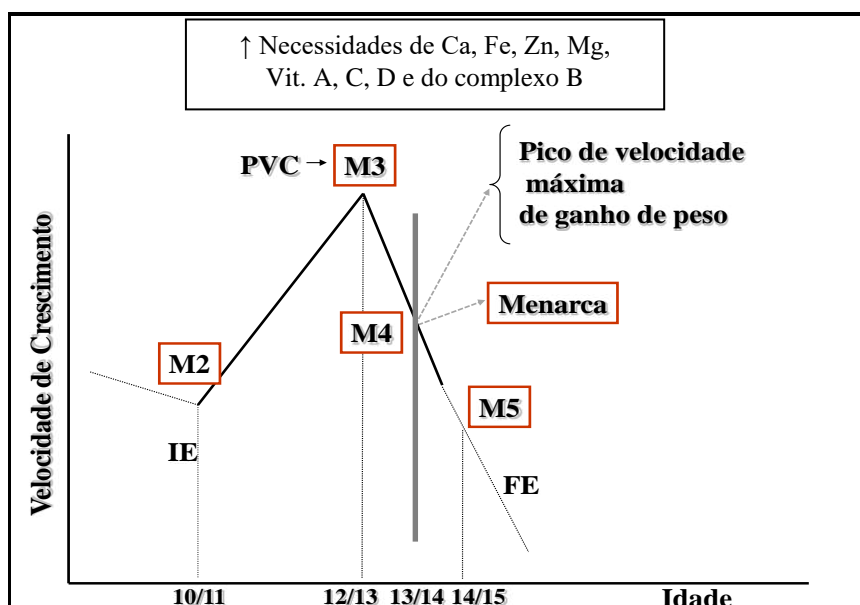 ↑ Necessidades de Ca, Fe, Zn, Mg,
Vit. A, C, D e do complexo B
Velocidade de Crescimento
PVC → M3
Pico de velocidade
máxima
de ganho de peso
Menarca
M4
M2
M5
IE
FE
10/11 12/13 13/14 14/15 Idade